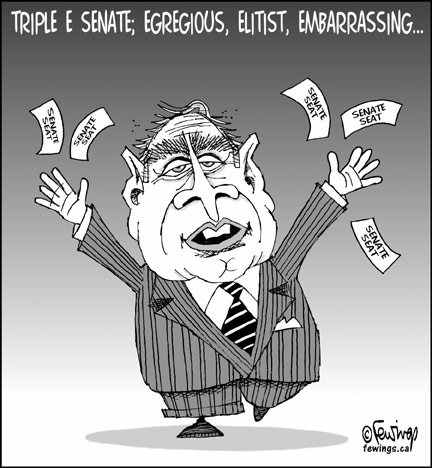 TRIPLE E SENATE; EGREGIOUS, ELITIST, EMBARRASSING...
SENATE
SEAT
SENATE
SEAT
SENATE
SEAT
SENATE
SEAT
SENATE
SEAT
©Fewings
fewings.ca